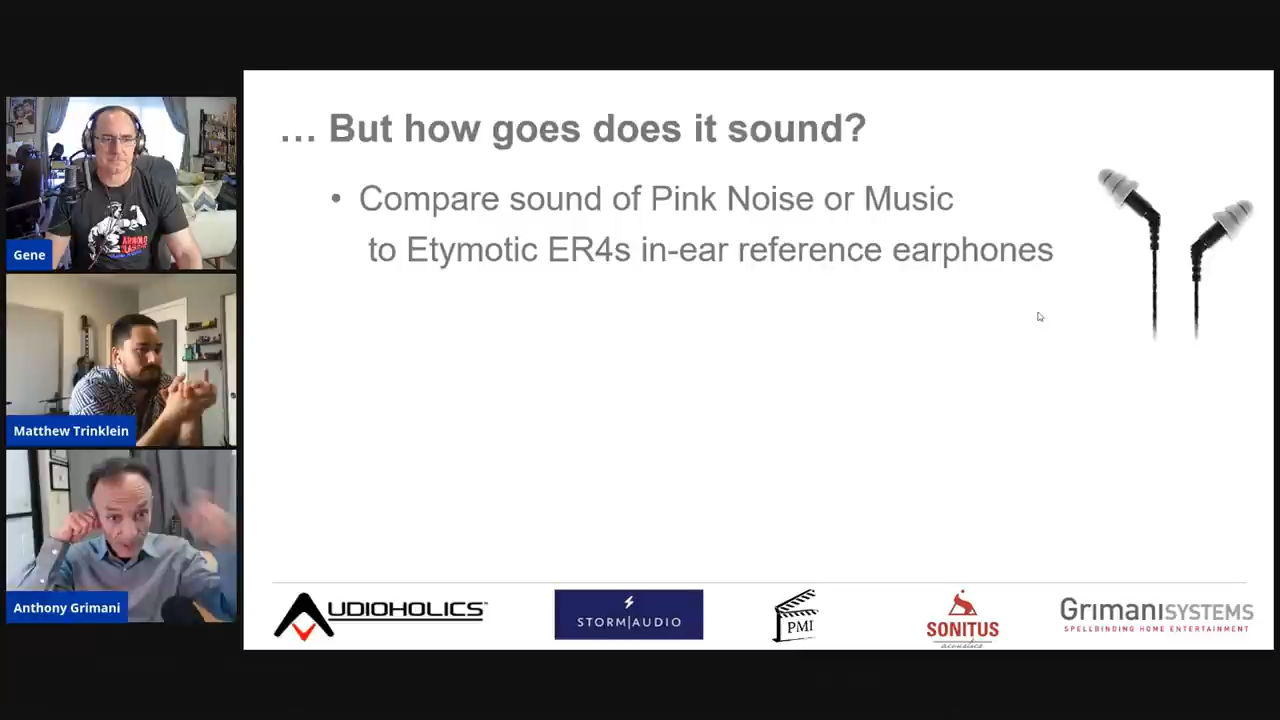 … But how goes does it sound?
• Compare sound of Pink Noise or Music
to Etymotic ER4s in-ear reference earphones
Gene
Matthew Trinklein
Anthony Grimani
AUDIOHOLICS
STORM|AUDIO
PMI
SONITUS
acoustics
GRIMANISYSTEMS
SPELLBINDING HOME ENTERTAINMENT